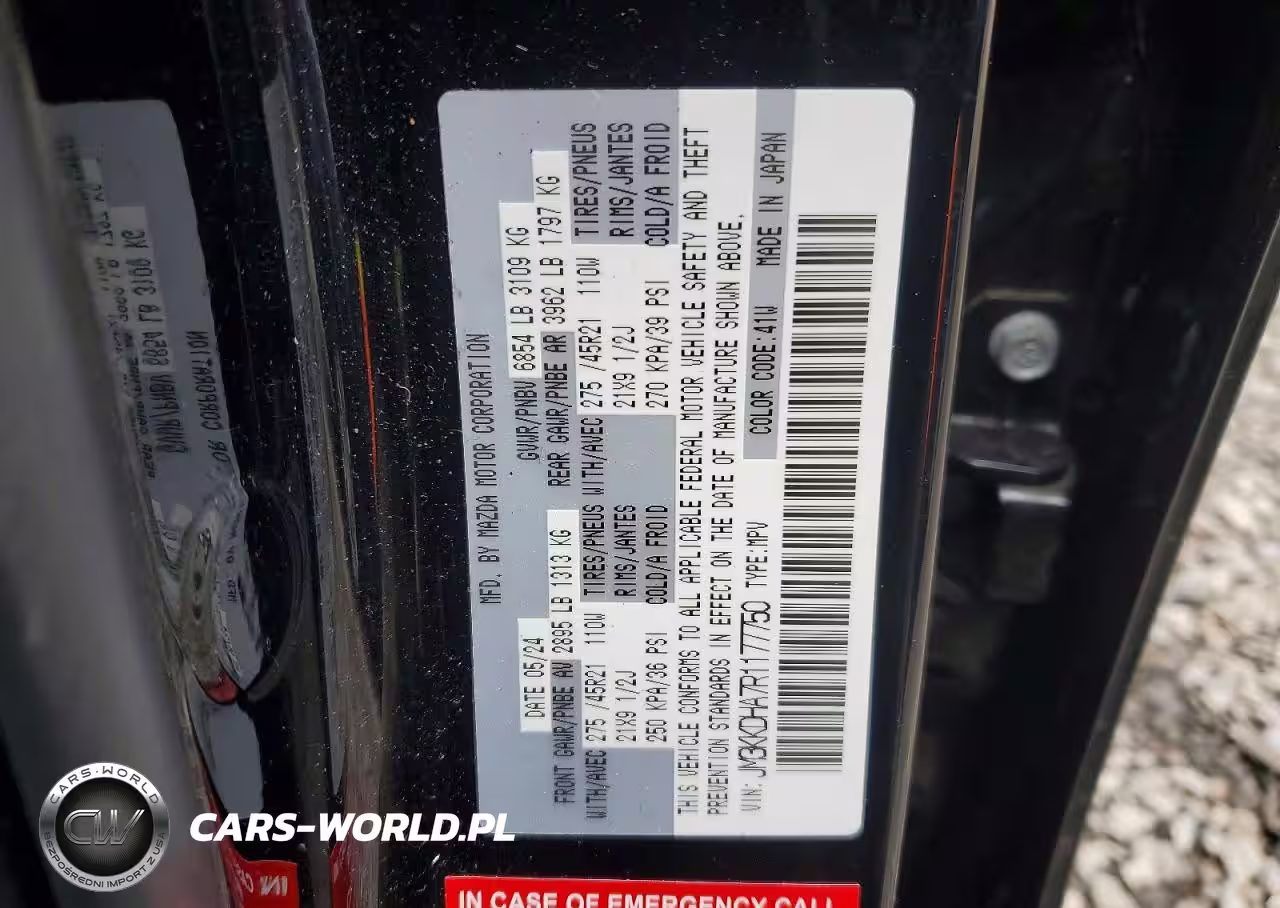 MFD. BY MAZDA MOTOR CORPORATION
DATE 05/24 GVWR/PNBV 6854 LB 3109 KG
FRONT GAWR/PNBE AV 2895 LB 1313 KG REAR GAWR/PNBE AR 3962 LB 1797 KG
WITH/AVEC 275 /45R21 110W TIRES/PNEUS WITH/AVEC 275 /45R21 110W TIRES/PNEUS
21X9 1/2J RIMS/JANTES 21X9 1/2J RIMS/JANTES
250 KPA/36 PSI COLD/A FROID 270 KPA/39 PSI COLD/A FROID
THIS VEHICLE CONFORMS TO ALL APPLICABLE FEDERAL MOTOR VEHICLE SAFETY AND THEFT
PREVENTION STANDARDS IN EFFECT ON THE DATE OF MANUFACTURE SHOWN ABOVE.
VIN: JM3KKDHA7R1177750 TYPE:MPV COLOR CODE:41W MADE IN JAPAN
IN CASE OF EMERGENCY CALL
CARS-WORLD
CW
BEZPOŚREDNI IMPORT Z USA
CARS-WORLD.PL